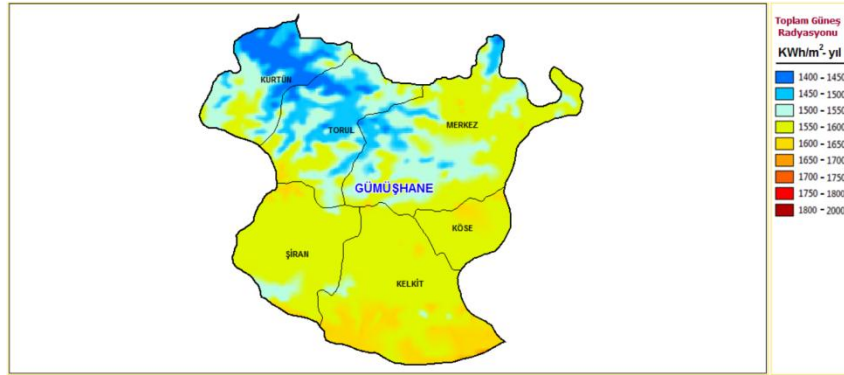 Toplam Güneş
Radyasyonu
KWh/m²- yıl
1400 - 1450
1450 - 1500
1500 - 1550
1550 - 1600
1600 - 1650
1650 - 1700
1700 - 1750
1750 - 1800
1800 - 2000
KÜRTÜN
TORUL
MERKEZ
GÜMÜŞHANE
KÖSE
ŞİRAN
KELKİT